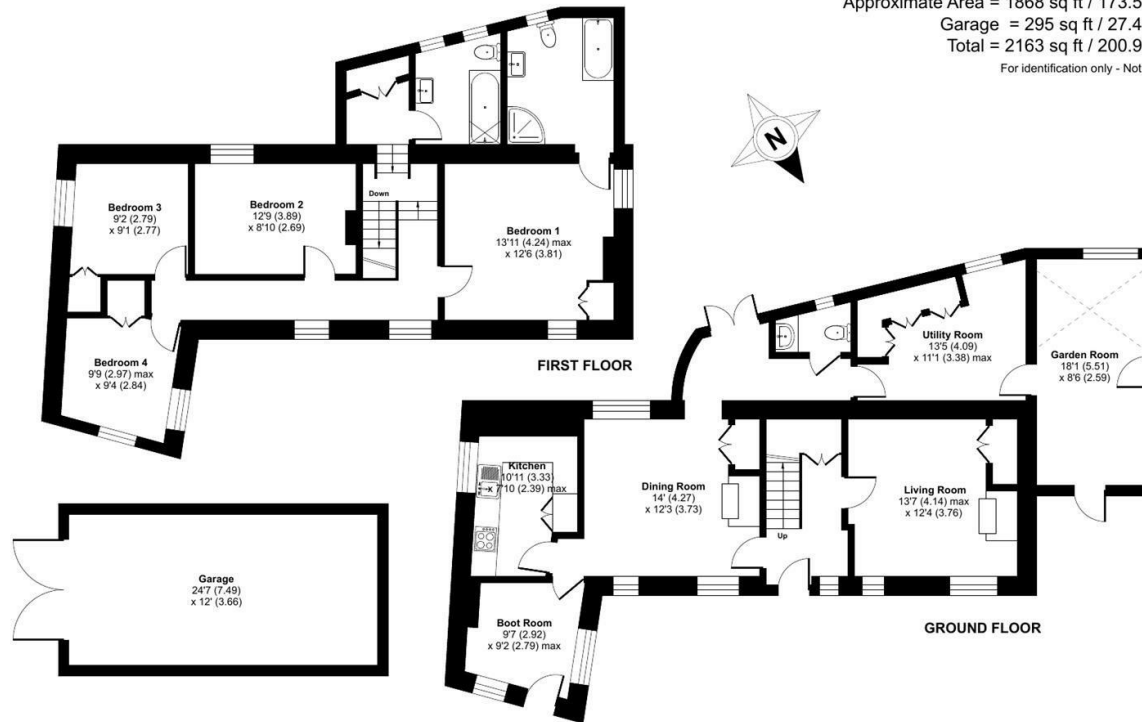 Approximate Area = 1868 sq ft / 173.5
Garage = 295 sq ft / 27.4
Total = 2163 sq ft / 200.9
For identification only - Not
N
Bedroom 3
9'2 (2.79)
x 9'1 (2.77)
Bedroom 2
12'9 (3.89)
x 8'10 (2.69)
Down
Bedroom 1
13'11 (4.24) max
x 12'6 (3.81)
Bedroom 4
9'9 (2.97) max
x 9'4 (2.84)
FIRST FLOOR
Utility Room
13'5 (4.09)
x 11'1 (3.38) max
Garden Room
18'1 (5.51)
x 8'6 (2.59)
Kitchen
10'11 (3.33)
x 7'10 (2.39) max
Dining Room
14' (4.27)
x 12'3 (3.73)
Up
Living Room
13'7 (4.14) max
x 12'4 (3.76)
Garage
24'7 (7.49)
x 12' (3.66)
Boot Room
9'7 (2.92)
x 9'2 (2.79) max
GROUND FLOOR